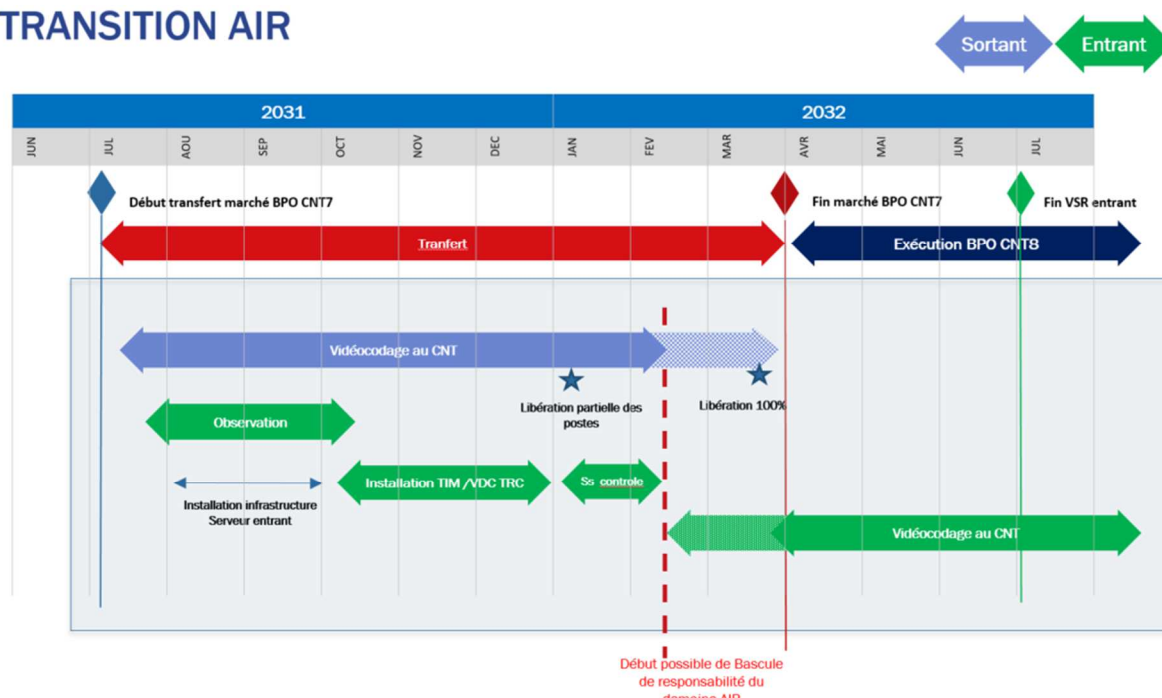 TRANSITION AIR
Sortant
Entrant
2031
2032
JUN
JUL
AOU
SEP
OCT
NOV
DEC
JAN
FEV
MAR
AVR
MAI
JUN
JUL
Début transfert marché BPO CNT7
Fin marché BPO CNT7
Fin VSR entrant
Tranfert
Exécution BPO CNT8
Vidéocodage au CNT
Libération partielle des
postes
Libération 100%
Observation
Installation TIM /VDC TRC
Ss controle
Installation infrastructure
Serveur entrant
Vidéocodage au CNT
Début possible de Bascule
de responsabilité du
domaine AIR